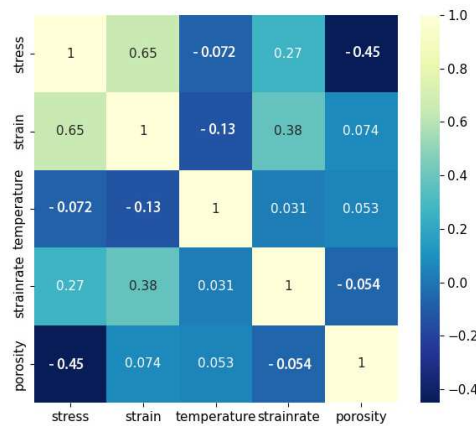 stress 1 0.65 - 0.072 0.27 - 0.45
strain 0.65 1 - 0.13 0.38 0.074
temperature - 0.072 - 0.13 1 0.031 0.053
strainrate 0.27 0.38 0.031 1 - 0.054
porosity - 0.45 0.074 0.053 - 0.054 1
stress strain temperature strainrate porosity
1.0
0.8
0.6
0.4
0.2
0.0
−0.2
−0.4